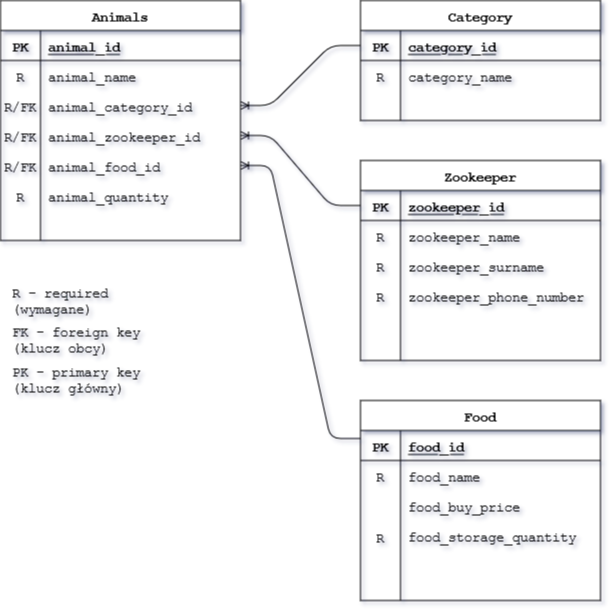 Animals
PK animal_id
R animal_name
R/FK animal_category_id
R/FK animal_zookeeper_id
R/FK animal_food_id
R animal_quantity
R - required
(wymagane)
FK - foreign key
(klucz obcy)
PK - primary key
(klucz główny)
Category
PK category_id
R category_name
Zookeeper
PK zookeeper_id
R zookeeper_name
R zookeeper_surname
R zookeeper_phone_number
Food
PK food_id
R food_name
food_buy_price
R food_storage_quantity